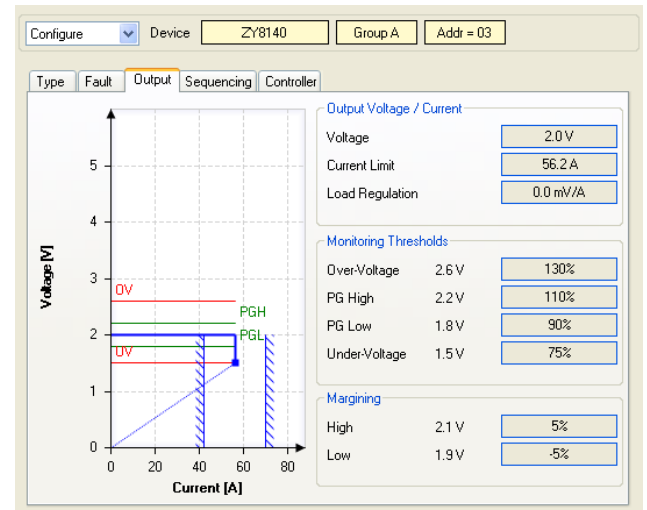 Configure Device ZY8140 Group A Addr = 03
Type Fault Output Sequencing Controller
Output Voltage / Current
Voltage 2.0 V
Current Limit 56.2 A
Load Regulation 0.0 mV/A
Monitoring Thresholds
Over-Voltage 2.6 V 130%
PG High 2.2 V 110%
PG Low 1.8 V 90%
Under-Voltage 1.5 V 75%
Margining
High 2.1 V 5%
Low 1.9 V -5%
Voltage [V]
5
4
3
2
1
0
OV
PGH
PGL
UV
0 20 40 60 80
Current [A]